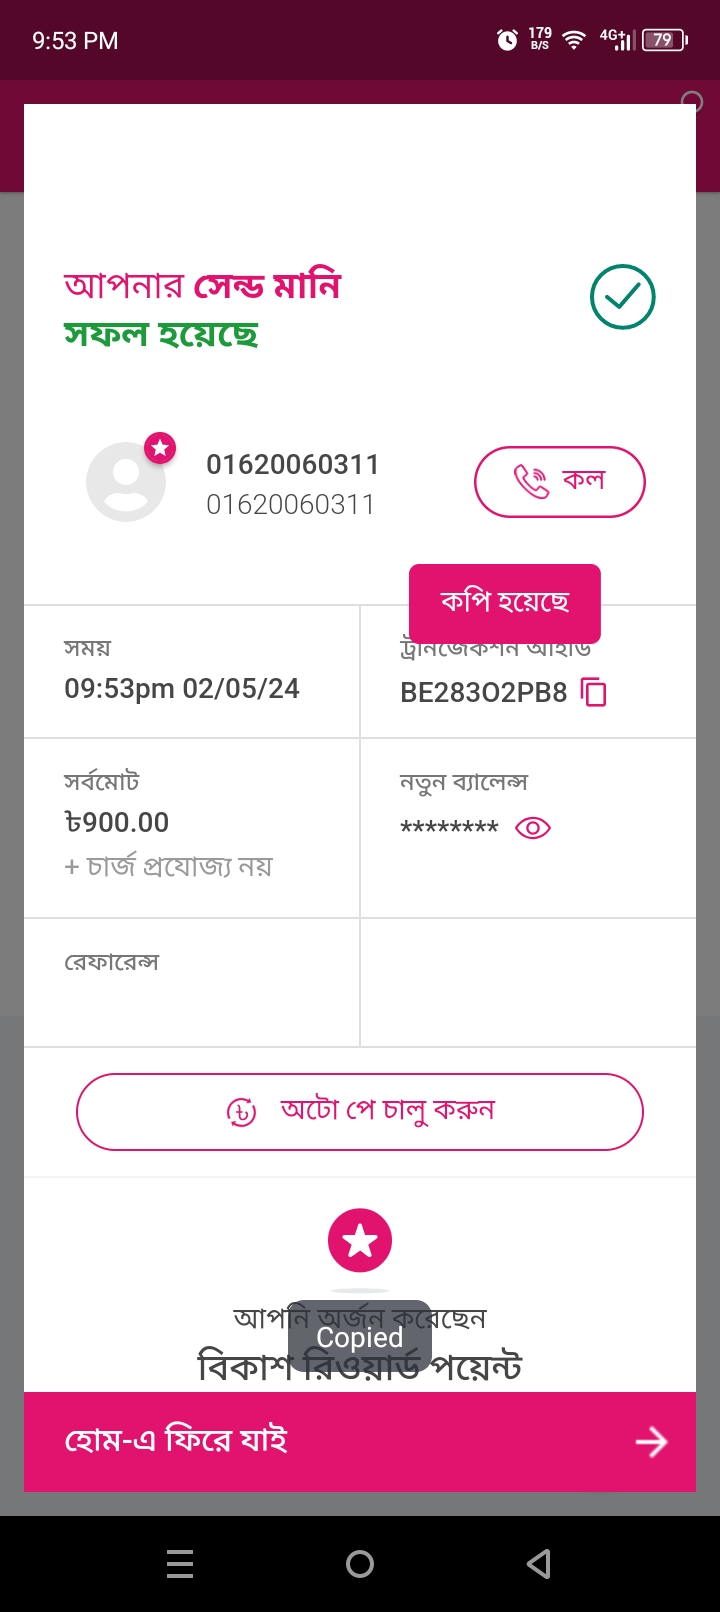 9:53 PM
179
B/S
4G+
79
আপনার সেন্ড মানি
সফল হয়েছে
01620060311
01620060311
কল
কপি হয়েছে
সময়
ট্রানজেকশন আইডি
09:53pm 02/05/24
BE283O2PB8
সর্বমোট
নতুন ব্যালেন্স
৳900.00
********
+ চার্জ প্রযোজ্য নয়
রেফারেন্স
অটো পে চালু করুন
আপনি অর্জন করেছেন
Copied
বিকাশ রিওয়ার্ড পয়েন্ট
হোম-এ ফিরে যাই